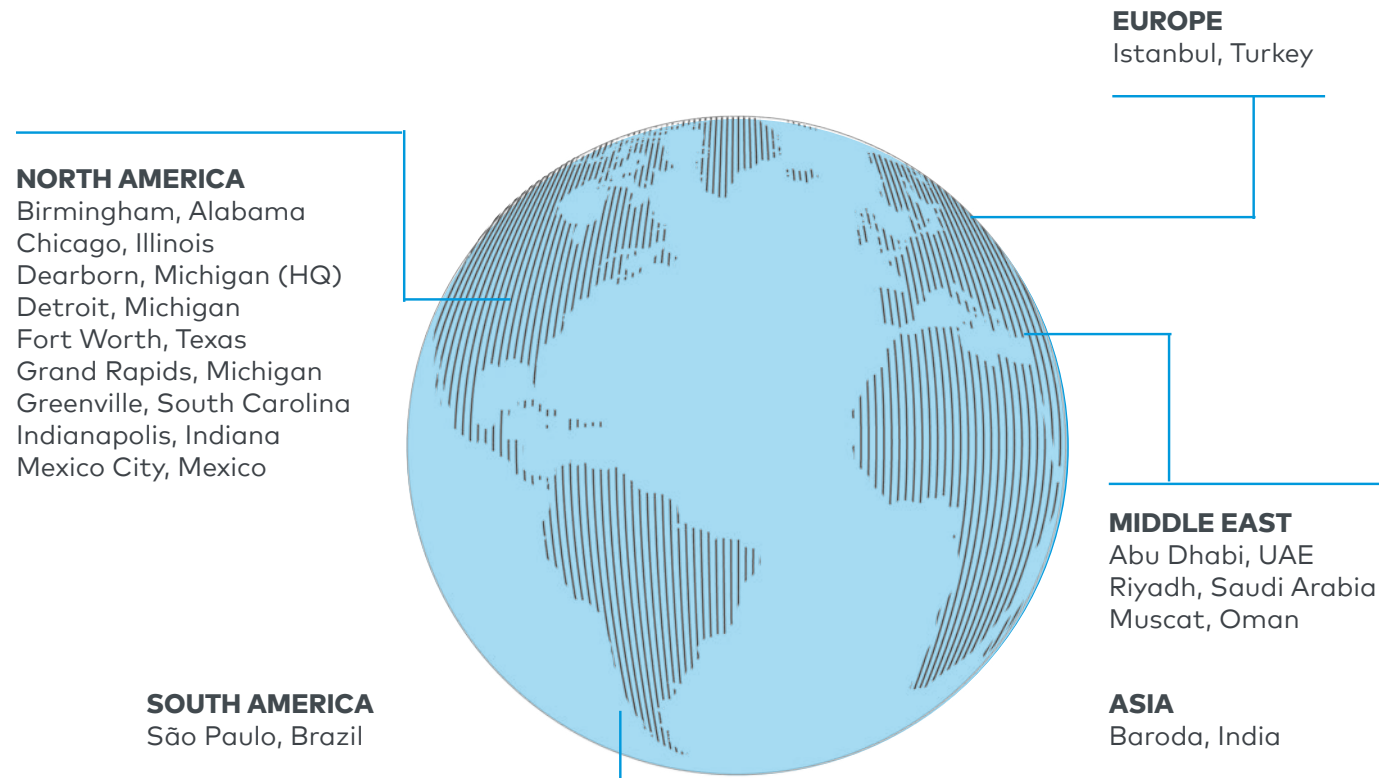 EUROPE
Istanbul, Turkey
NORTH AMERICA
Birmingham, Alabama
Chicago, Illinois
Dearborn, Michigan (HQ)
Detroit, Michigan
Fort Worth, Texas
Grand Rapids, Michigan
Greenville, South Carolina
Indianapolis, Indiana
Mexico City, Mexico
MIDDLE EAST
Abu Dhabi, UAE
Riyadh, Saudi Arabia
Muscat, Oman
SOUTH AMERICA
São Paulo, Brazil
ASIA
Baroda, India